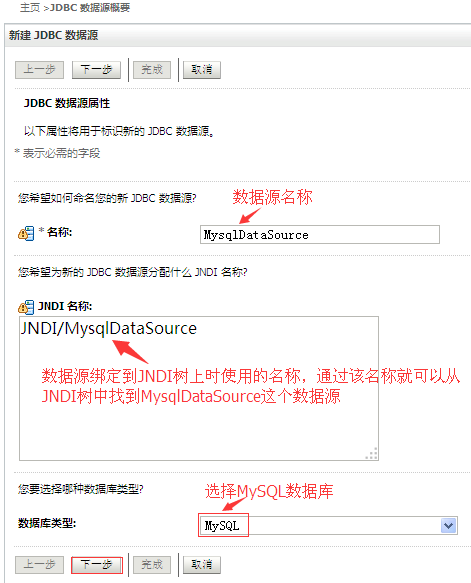 主页 >JDBC 数据源概要
新建 JDBC 数据源
上一步 下一步 完成 取消
JDBC 数据源属性
以下属性将用于标识新的 JDBC 数据源。
* 表示必需的字段
您希望如何命名您的新 JDBC 数据源?
数据源名称
* 名称:
MysqlDataSource
您希望为新的 JDBC 数据源分配什么 JNDI 名称?
JNDI 名称:
JNDI/MysqlDataSource
数据源绑定到JNDI树上时使用的名称，通过该名称就可以从
JNDI树中找到MysqlDataSource这个数据源
您要选择哪种数据库类型?
选择MySQL数据库
数据库类型:
MySQL
上一步 下一步 完成 取消